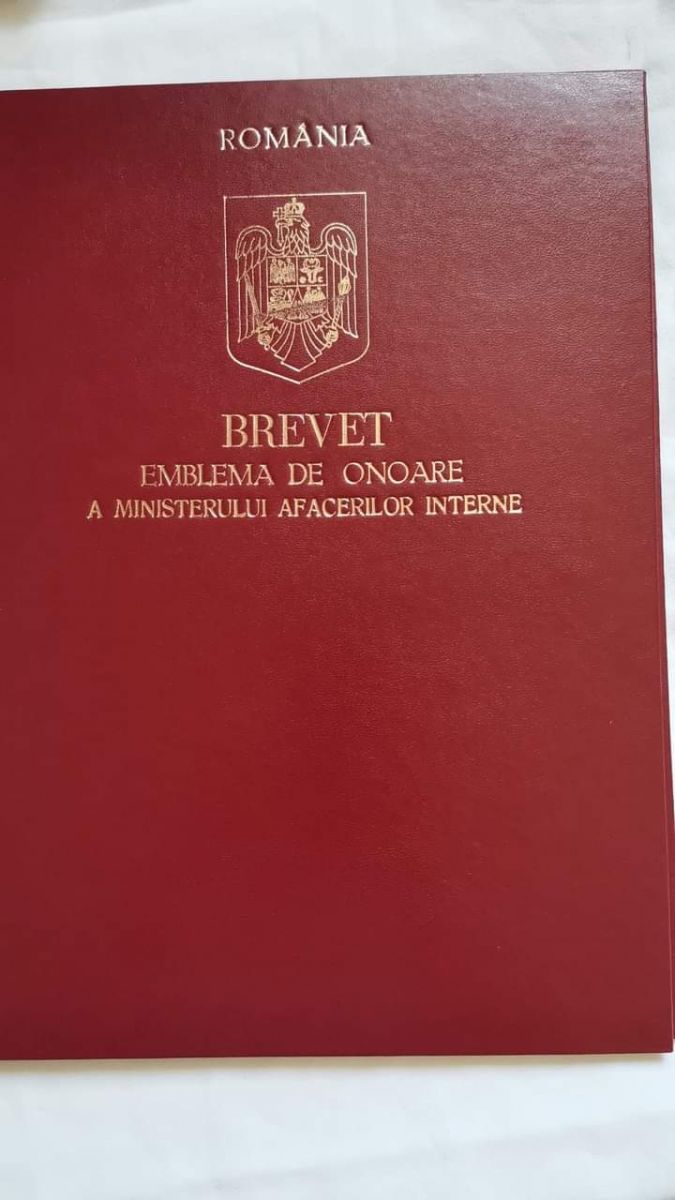 ROMÂNIA
BREVET
EMBLEMA DE ONOARE
A MINISTERULUI AFACERILOR INTERNE